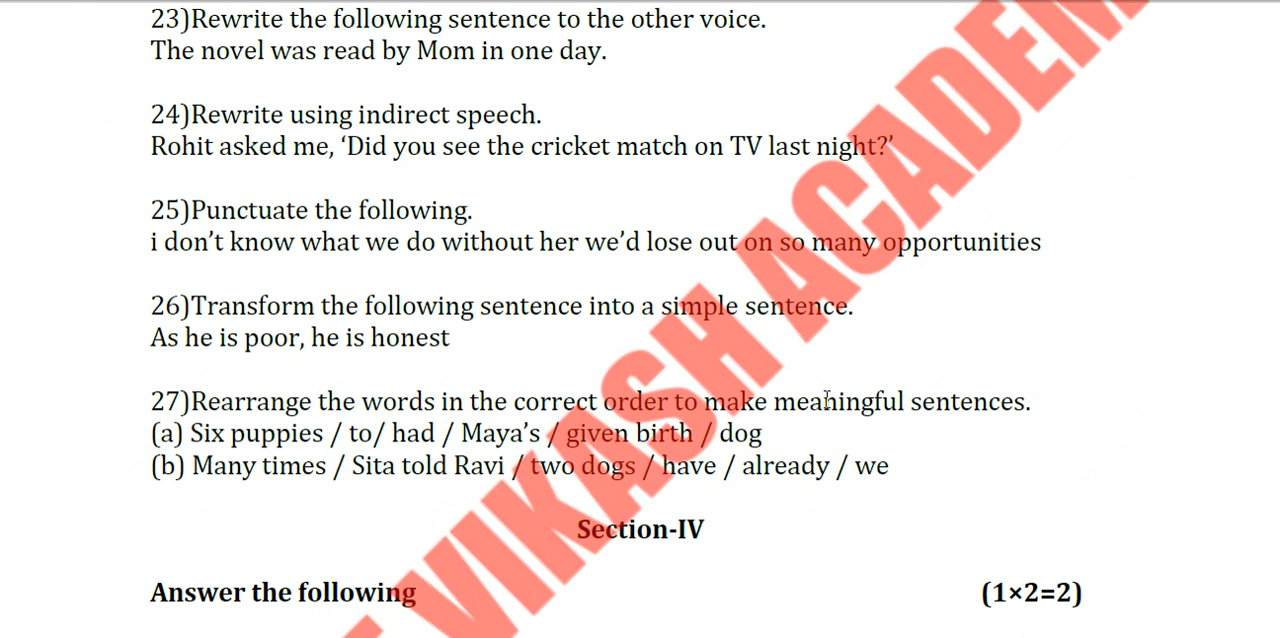 23)Rewrite the following sentence to the other voice.
The novel was read by Mom in one day.
24)Rewrite using indirect speech.
Rohit asked me, ‘Did you see the cricket match on TV last night?’
25)Punctuate the following.
i don’t know what we do without her we’d lose out on so many opportunities
26)Transform the following sentence into a simple sentence.
As he is poor, he is honest
27)Rearrange the words in the correct order to make meaningful sentences.
(a) Six puppies / to/ had / Maya’s / given birth / dog
(b) Many times / Sita told Ravi / two dogs / have / already / we
Section-IV
Answer the following (1×2=2)
VIKASH ACADEM